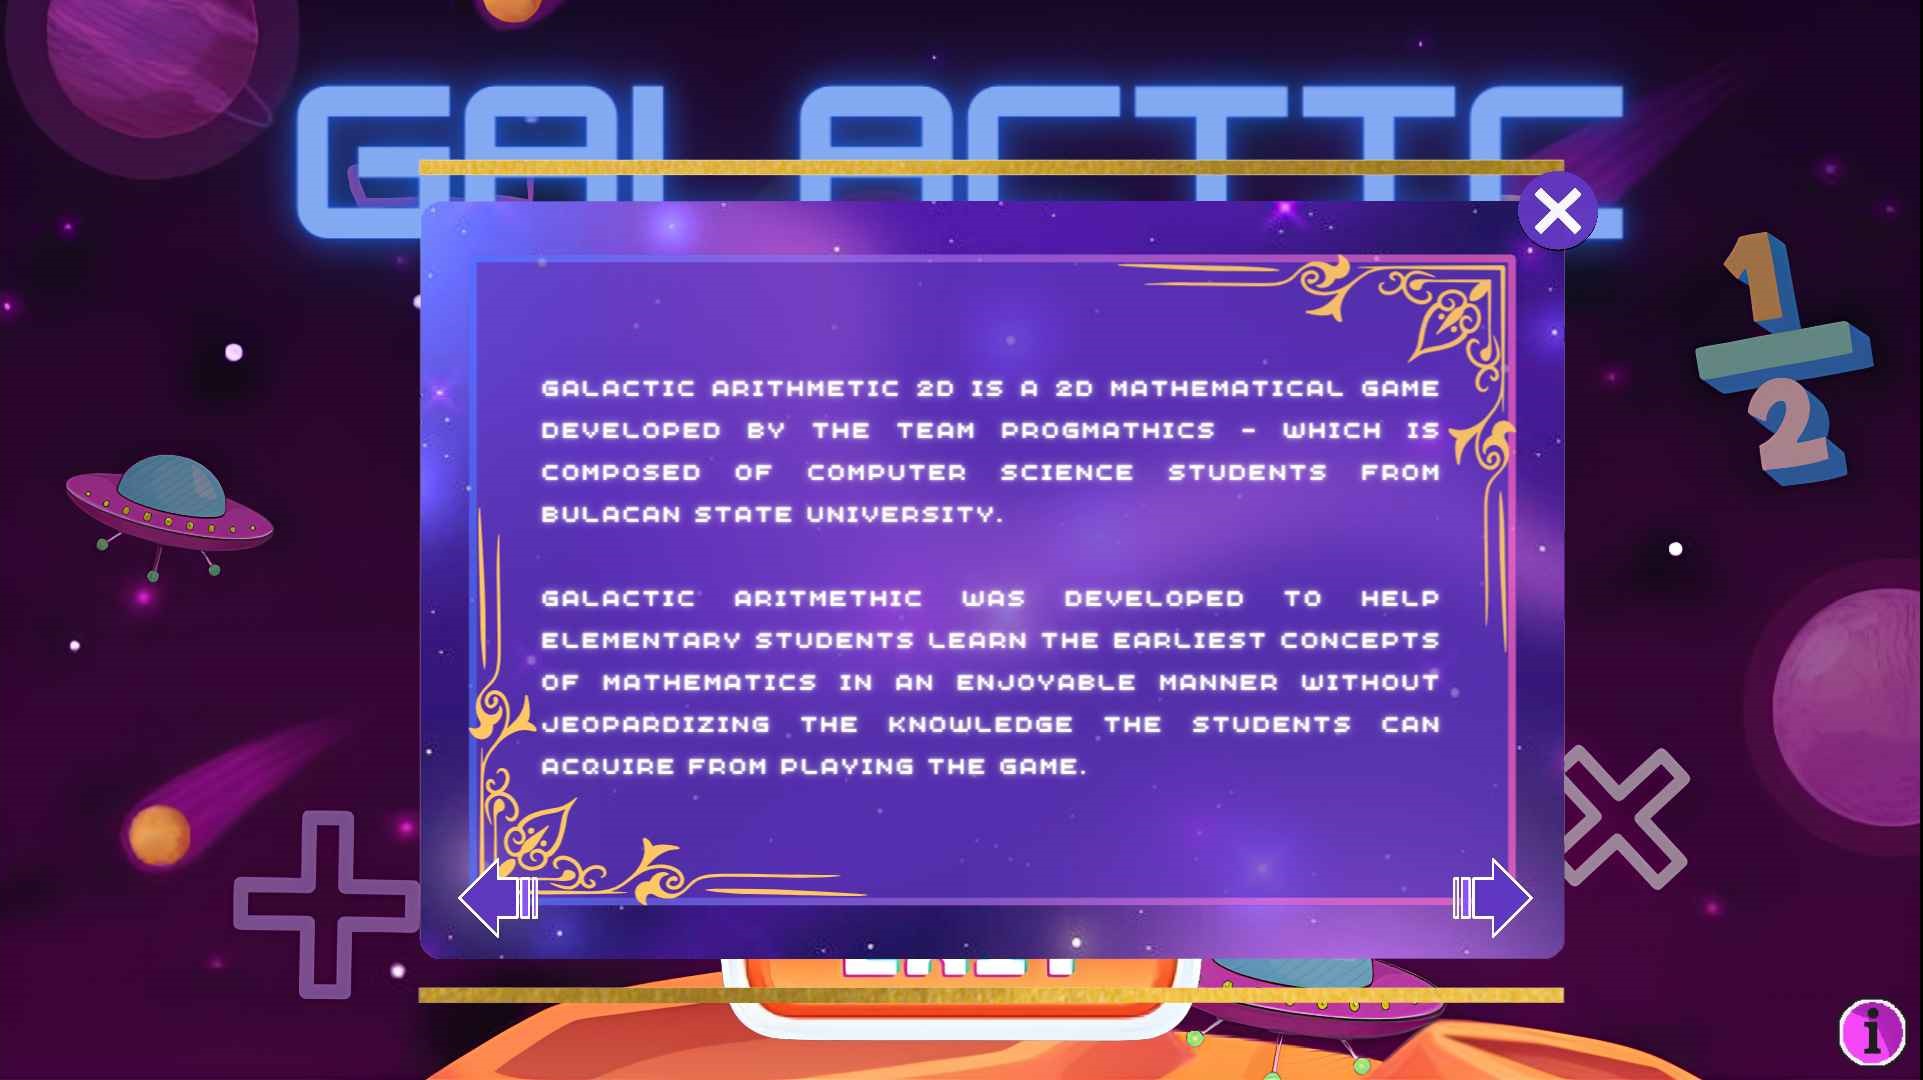 GALACTIC
GALACTIC ARITHMETIC 2D IS A 2D MATHEMATICAL GAME
DEVELOPED BY THE TEAM PROGMATHICS - WHICH IS
COMPOSED OF COMPUTER SCIENCE STUDENTS FROM
BULACAN STATE UNIVERSITY.
GALACTIC ARITMETHIC WAS DEVELOPED TO HELP
ELEMENTARY STUDENTS LEARN THE EARLIEST CONCEPTS
OF MATHEMATICS IN AN ENJOYABLE MANNER WITHOUT
JEOPARDIZING THE KNOWLEDGE THE STUDENTS CAN
ACQUIRE FROM PLAYING THE GAME.
1
2
i